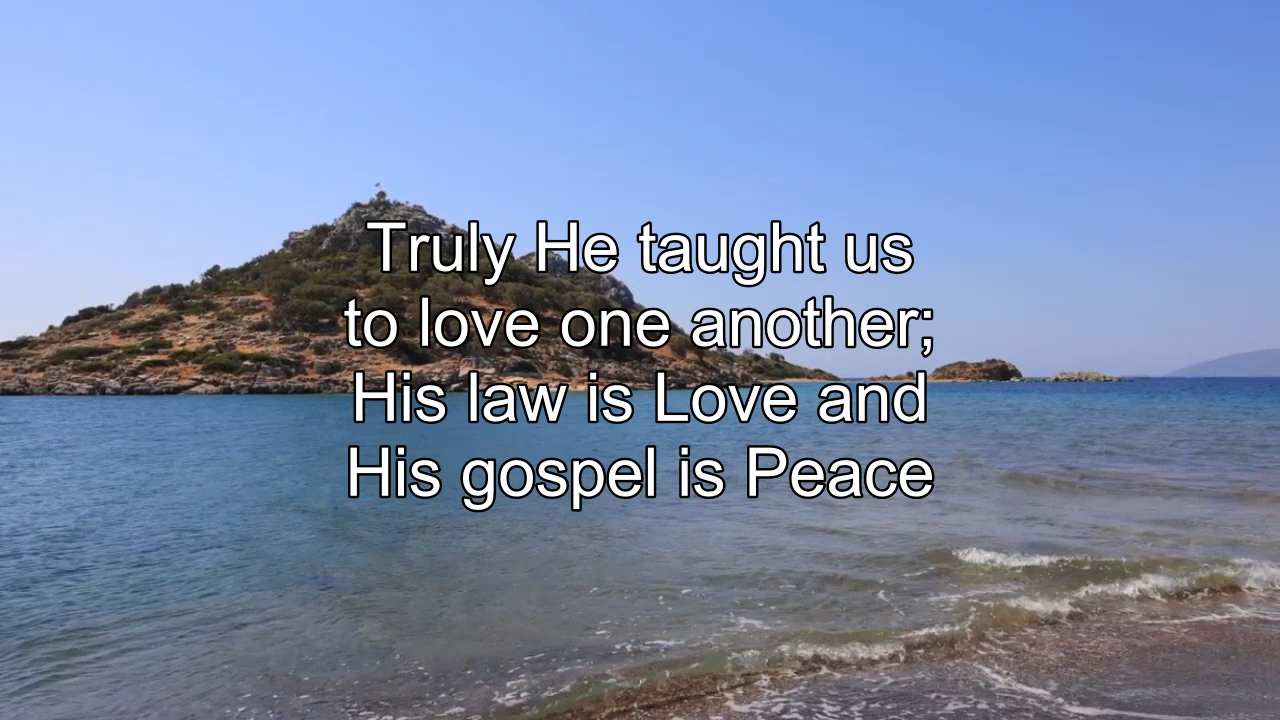 Truly He taught us
to love one another;
His law is Love and
His gospel is Peace